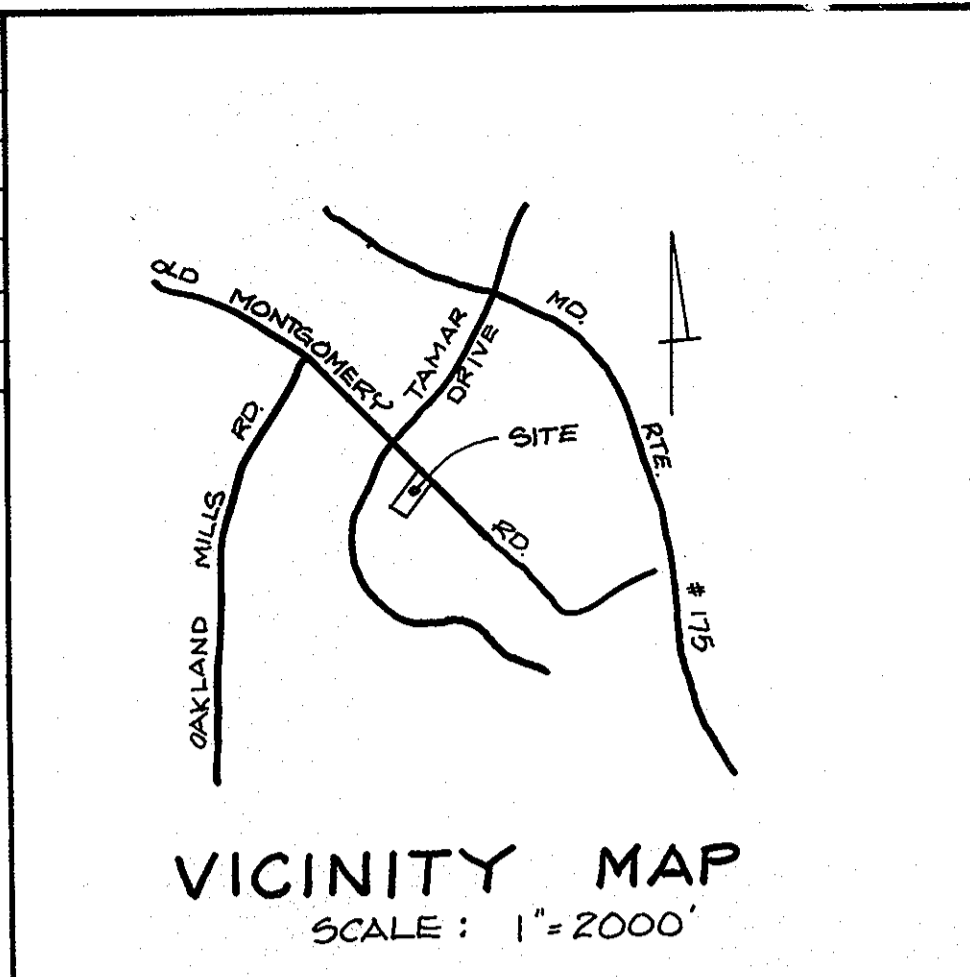 OLD MONTGOMERY RD.
TAMAR
DRIVE
MD. RTE. # 175
OAKLAND MILLS RD.
SITE
VICINITY MAP
SCALE: 1"=2000'